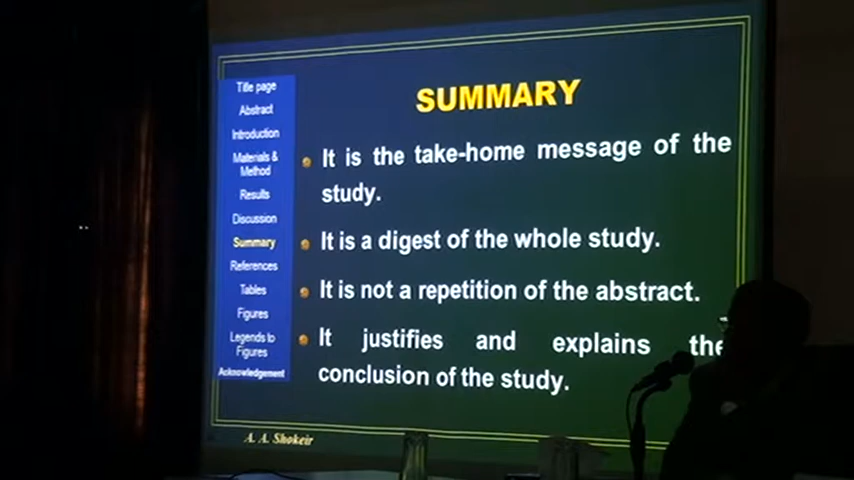 Title page
Abstract
Introduction
Materials &
Method
Results
Discussion
Summary
References
Tables
Figures
Legends to
Figures
Acknowledgement
SUMMARY
It is the take-home message of the
study.
It is a digest of the whole study.
It is not a repetition of the abstract.
It justifies and explains the
conclusion of the study.
A. A. Shokeir